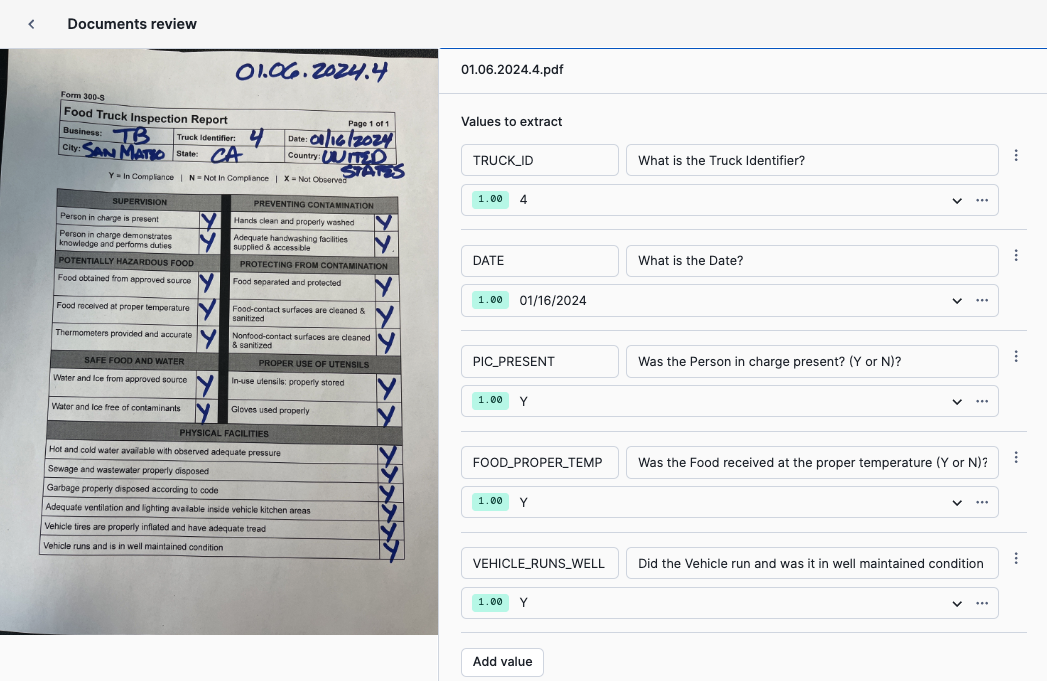 Documents review
01.06.2024.4
Form 300-S
Food Truck Inspection Report
Page 1 of 1
Business: TB
Truck Identifier: 4
Date: 01/16/2024
City: SAN MATEO
State: CA
Country: UNITED STATES
Y = In Compliance | N = Not In Compliance | X = Not Observed
SUPERVISION
Person in charge is present Y
Person in charge demonstrates
knowledge and performs duties Y
POTENTIALLY HAZARDOUS FOOD
Food obtained from approved source Y
Food received at proper temperature Y
Thermometers provided and accurate Y
SAFE FOOD AND WATER
Water and Ice from approved source Y
Water and Ice free of contaminants Y
PREVENTING CONTAMINATION
Hands clean and properly washed Y
Adequate handwashing facilities
supplied & accessible Y
PROTECTING FROM CONTAMINATION
Food separated and protected Y
Food-contact surfaces are cleaned &
sanitized Y
Nonfood-contact surfaces are cleaned
& sanitized Y
PROPER USE OF UTENSILS
In-use utensils: properly stored Y
Gloves used properly Y
PHYSICAL FACILITIES
Hot and cold water available with observed adequate pressure Y
Sewage and wastewater properly disposed Y
Garbage properly disposed according to code Y
Adequate ventilation and lighting available inside vehicle kitchen areas Y
Vehicle tires are properly inflated and have adequate tread Y
Vehicle runs and is in well maintained condition Y
01.06.2024.4.pdf
Values to extract
TRUCK_ID What is the Truck Identifier?
1.00 4
DATE What is the Date?
1.00 01/16/2024
PIC_PRESENT Was the Person in charge present? (Y or N)?
1.00 Y
FOOD_PROPER_TEMP Was the Food received at the proper temperature (Y or N)?
1.00 Y
VEHICLE_RUNS_WELL Did the Vehicle run and was it in well maintained condition
1.00 Y
Add value